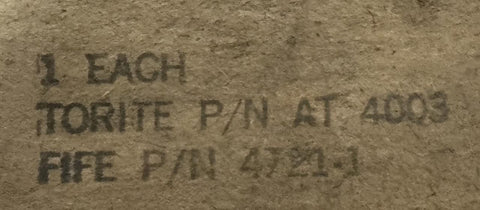 1 EACH
TORITE P/N AT 4003
FIFE P/N 4721-1